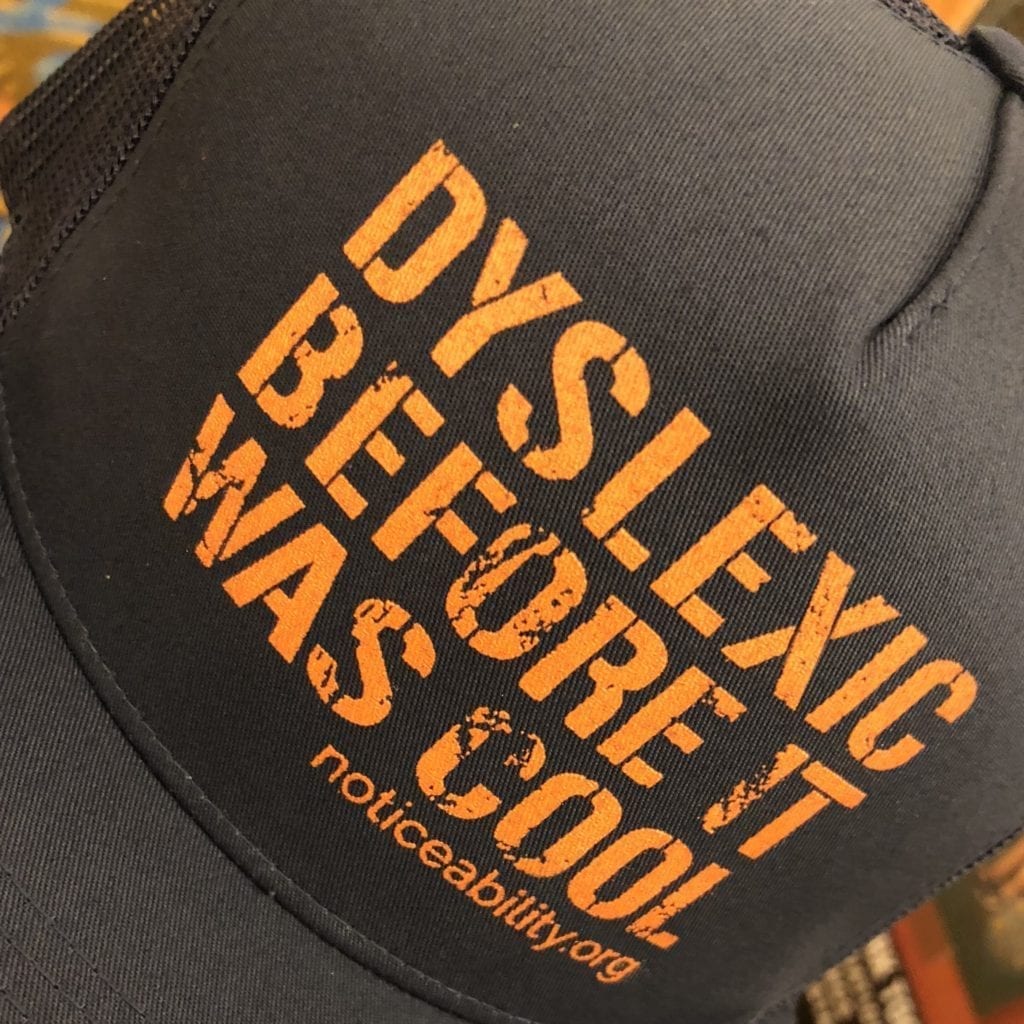 DYSLEXIC
BEFORE IT
WAS COOL
noticeability.org